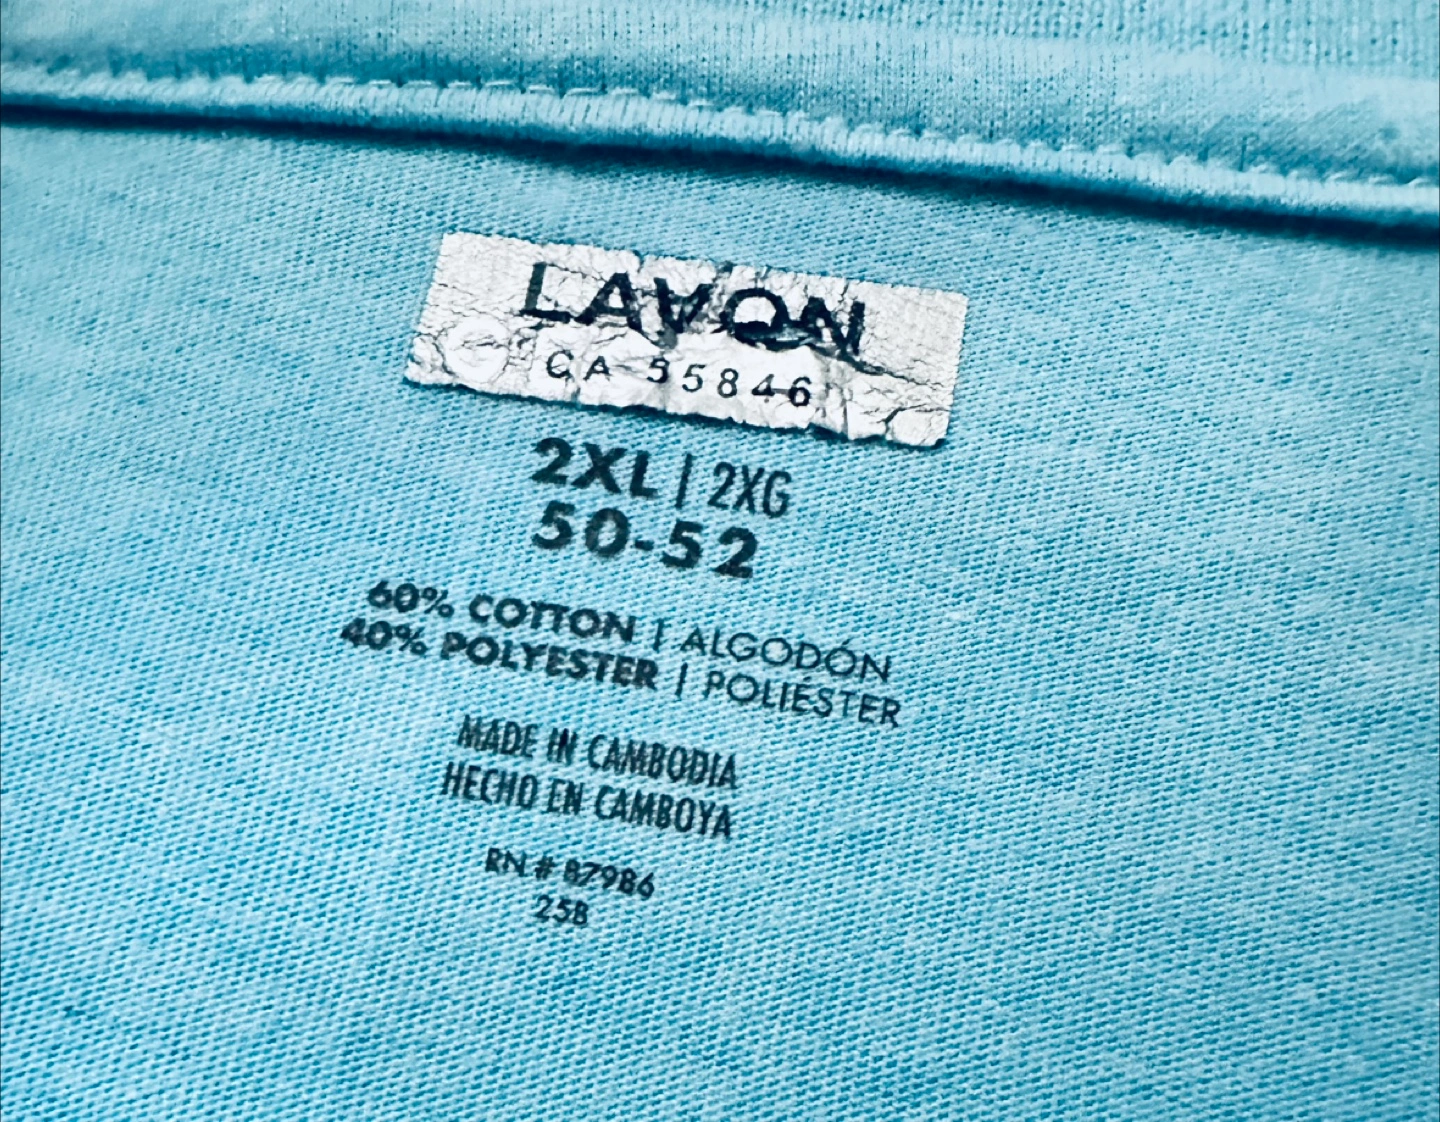 LAVON
CA 55846
2XL | 2XG
50-52
60% COTTON | ALGODÓN
40% POLYESTER | POLIÉSTER
MADE IN CAMBODIA
HECHO EN CAMBOYA
RN # 87986
25B